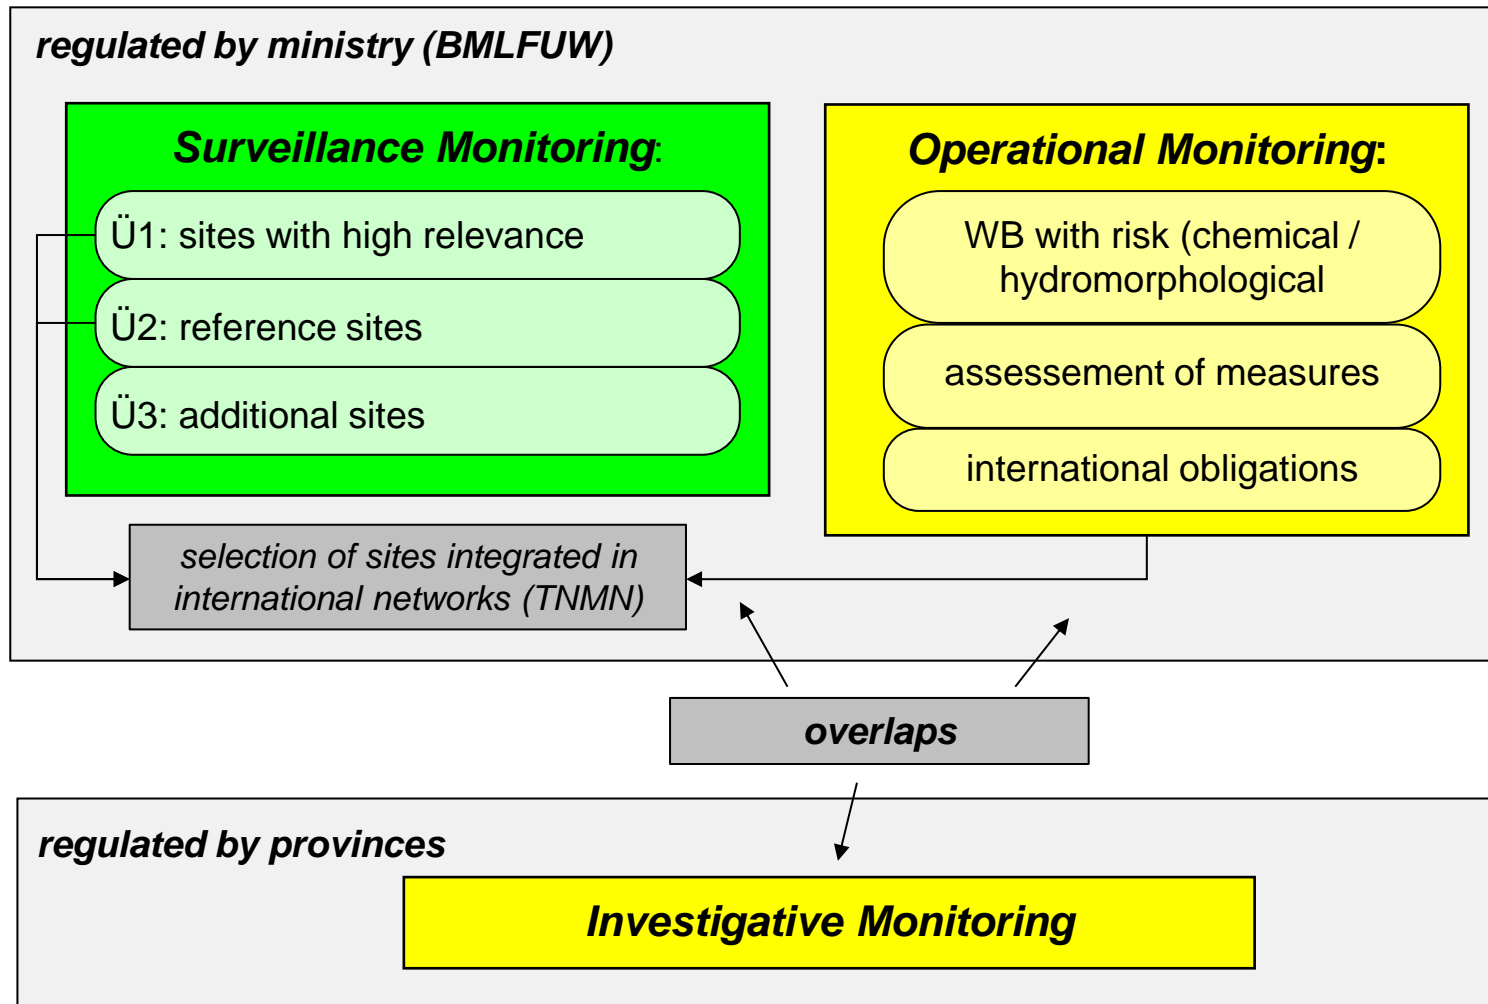 regulated by ministry (BMLFUW)
Surveillance Monitoring:
Ü1: sites with high relevance
Ü2: reference sites
Ü3: additional sites
Operational Monitoring:
WB with risk (chemical /
hydromorphological
assessement of measures
international obligations
selection of sites integrated in
international networks (TNMN)
overlaps
regulated by provinces
Investigative Monitoring